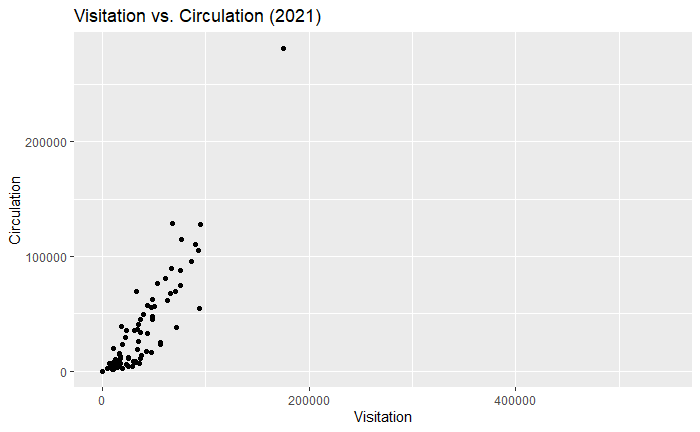 Visitation vs. Circulation (2021)
200000
100000
0
Circulation
0 200000 400000
Visitation